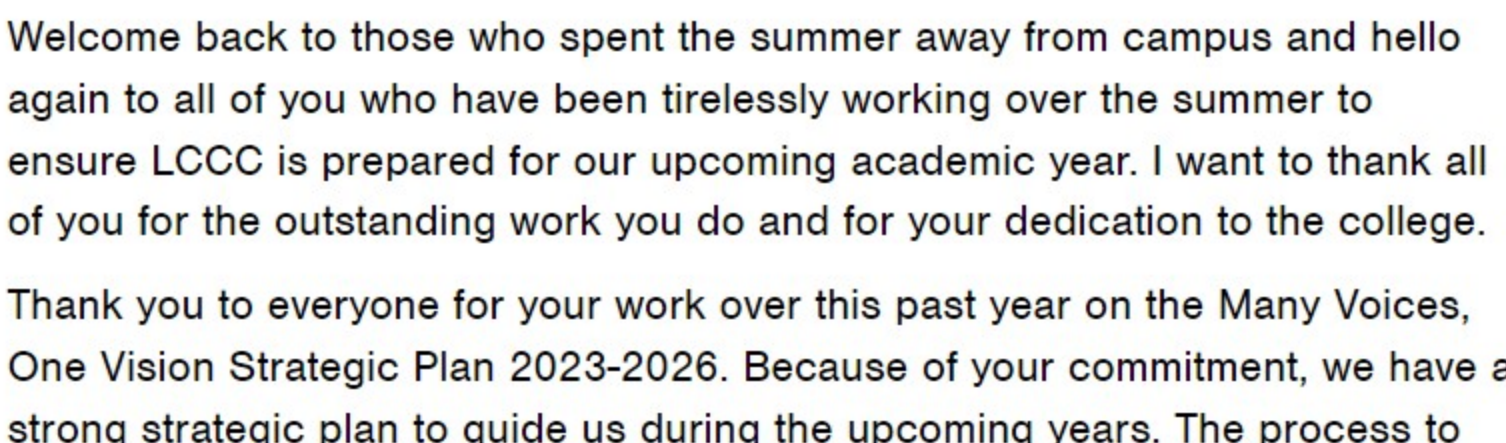 Welcome back to those who spent the summer away from campus and hello
again to all of you who have been tirelessly working over the summer to
ensure LCCC is prepared for our upcoming academic year. I want to thank all
of you for the outstanding work you do and for your dedication to the college.
Thank you to everyone for your work over this past year on the Many Voices,
One Vision Strategic Plan 2023-2026. Because of your commitment, we have a
strong strategic plan to guide us during the upcoming years. The process to